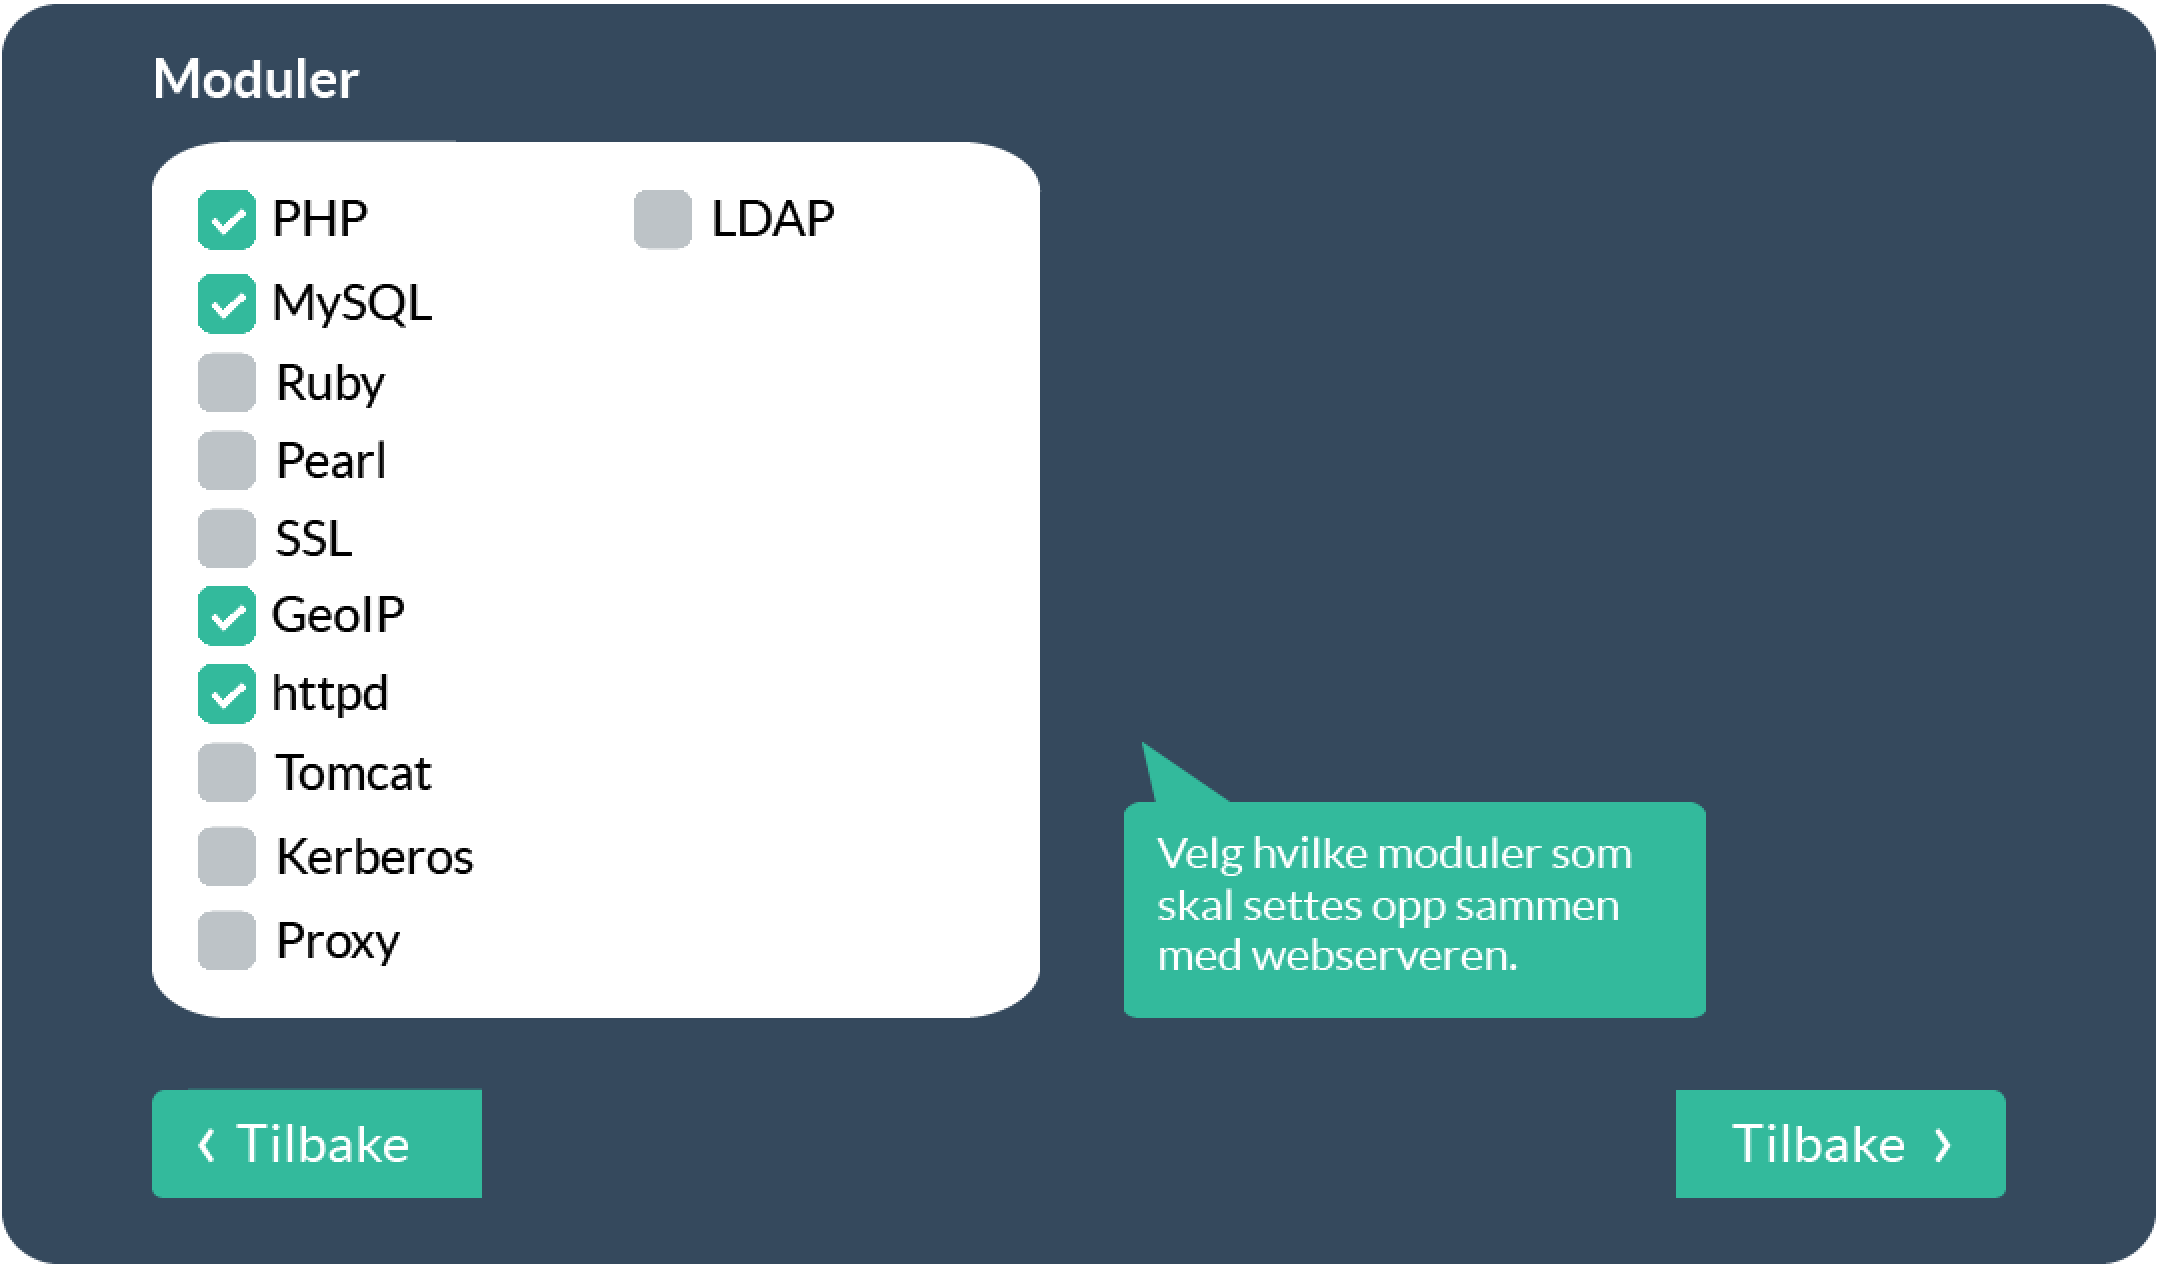 Moduler
PHP
LDAP
MySQL
Ruby
Pearl
SSL
GeoIP
httpd
Tomcat
Kerberos
Proxy
Velg hvilke moduler som
skal settes opp sammen
med webserveren.
‹ Tilbake
Tilbake ›